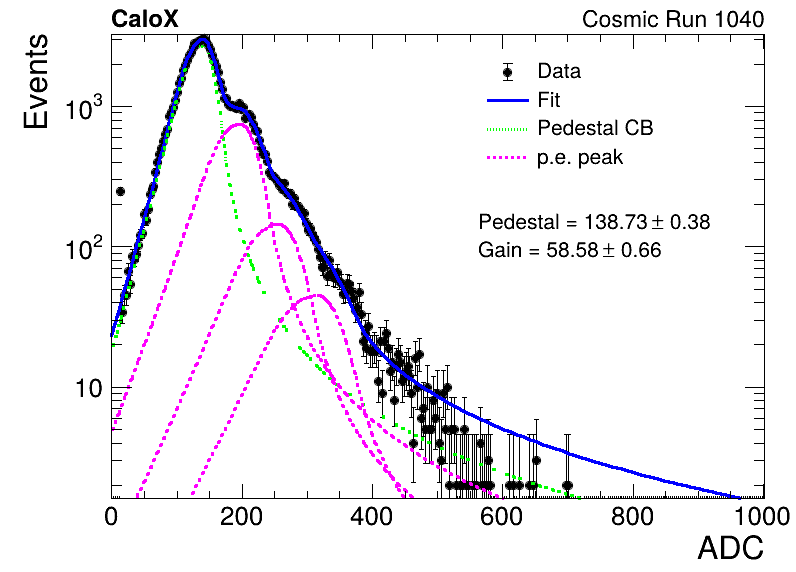 CaloX Cosmic Run 1040
Events
Data
Fit
Pedestal CB
p.e. peak
Pedestal = 138.73 ± 0.38
Gain = 58.58 ± 0.66
10³
10²
10
0 200 400 600 800 1000
ADC